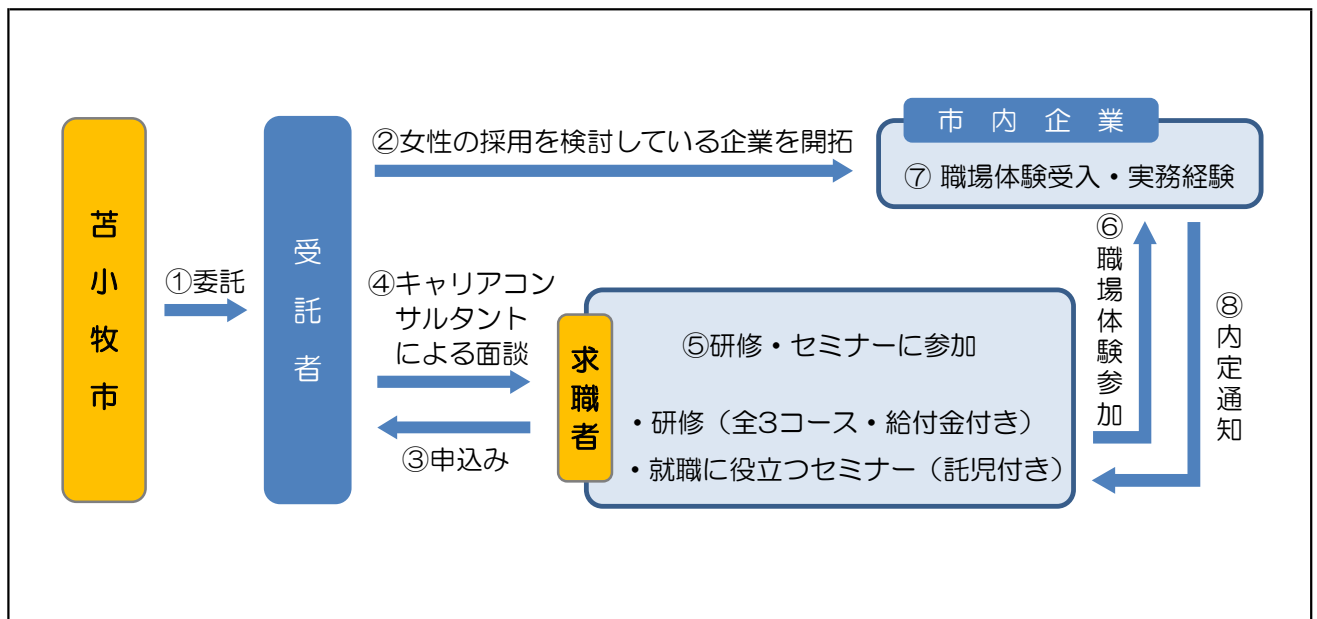 苫小牧市
①委託
受託者
②女性の採用を検討している企業を開拓
市内企業
⑦ 職場体験受入・実務経験
④キャリアコン
サルタント
による面談
③申込み
求職者
⑤研修・セミナーに参加
・研修（全3コース・給付金付き）
・就職に役立つセミナー（託児付き）
⑥職場体験参加
⑧内定通知